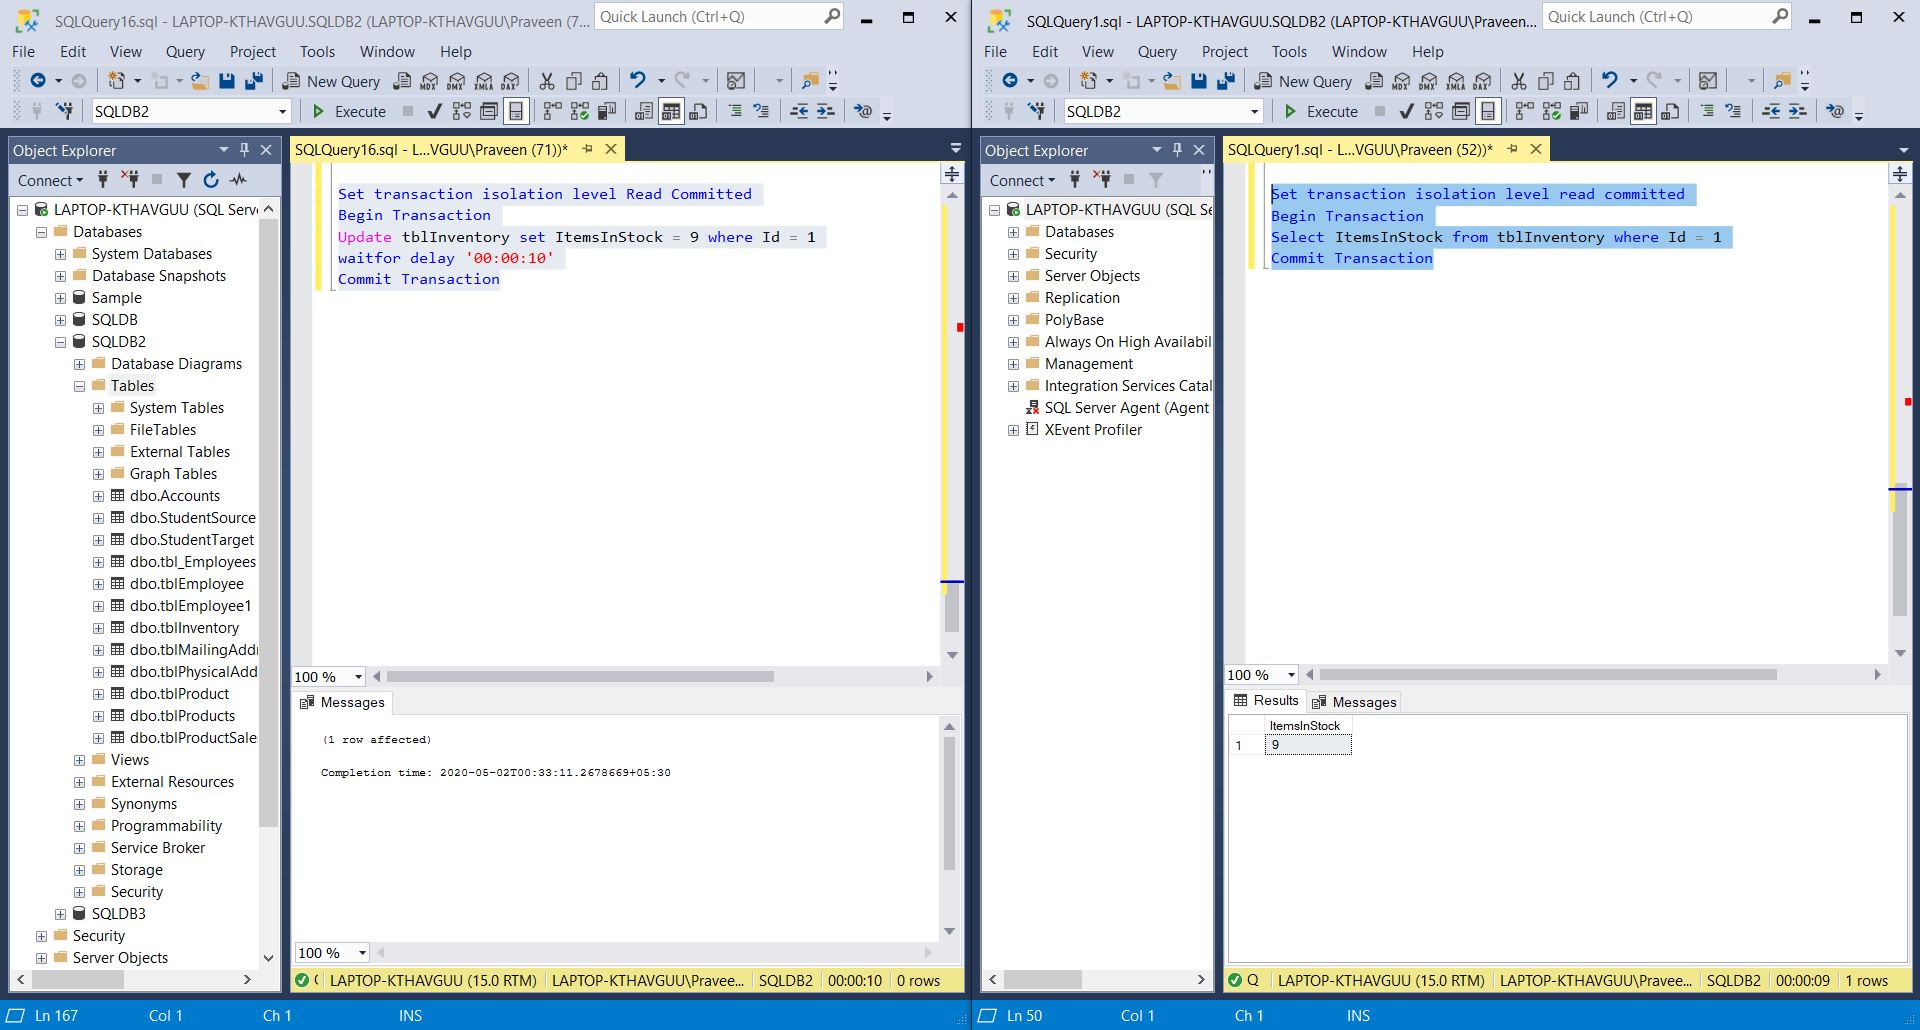 SQLQuery16.sql - LAPTOP-KTHAVGUU.SQLDB2 (LAPTOP-KTHAVGUU\Praveen (7...
Quick Launch (Ctrl+Q)
File Edit View Query Project Tools Window Help
New Query
MDX DMX XMLA DAX
SQLDB2
Execute
Object Explorer
Connect
LAPTOP-KTHAVGUU (SQL Serve
Databases
System Databases
Database Snapshots
Sample
SQLDB
SQLDB2
Database Diagrams
Tables
System Tables
FileTables
External Tables
Graph Tables
dbo.Accounts
dbo.StudentSource
dbo.StudentTarget
dbo.tbl_Employees
dbo.tblEmployee
dbo.tblEmployee1
dbo.tblInventory
dbo.tblMailingAddr
dbo.tblPhysicalAdd
dbo.tblProduct
dbo.tblProducts
dbo.tblProductSale
Views
External Resources
Synonyms
Programmability
Service Broker
Storage
Security
SQLDB3
Security
Server Objects
SQLQuery16.sql - L...VGUU\Praveen (71))*
Set transaction isolation level Read Committed
Begin Transaction
Update tblInventory set ItemsInStock = 9 where Id = 1
waitfor delay '00:00:10'
Commit Transaction
100 %
Messages
(1 row affected)
Completion time: 2020-05-02T00:33:11.2678669+05:30
100 %
LAPTOP-KTHAVGUU (15.0 RTM) LAPTOP-KTHAVGUU\Pravee... SQLDB2 00:00:10 0 rows
Ln 167 Col 1 Ch 1 INS
SQLQuery1.sql - LAPTOP-KTHAVGUU.SQLDB2 (LAPTOP-KTHAVGUU\Praveen...
Quick Launch (Ctrl+Q)
File Edit View Query Project Tools Window Help
New Query
MDX DMX XMLA DAX
SQLDB2
Execute
Object Explorer
Connect
LAPTOP-KTHAVGUU (SQL Se
Databases
Security
Server Objects
Replication
PolyBase
Always On High Availabil
Management
Integration Services Catal
SQL Server Agent (Agent
XEvent Profiler
SQLQuery1.sql - L...VGUU\Praveen (52))*
Set transaction isolation level read committed
Begin Transaction
Select ItemsInStock from tblInventory where Id = 1
Commit Transaction
100 %
Results Messages
ItemsInStock
1 9
Q LAPTOP-KTHAVGUU (15.0 RTM) LAPTOP-KTHAVGUU\Pravee... SQLDB2 00:00:09 1 rows
Ln 50 Col 1 Ch 1 INS